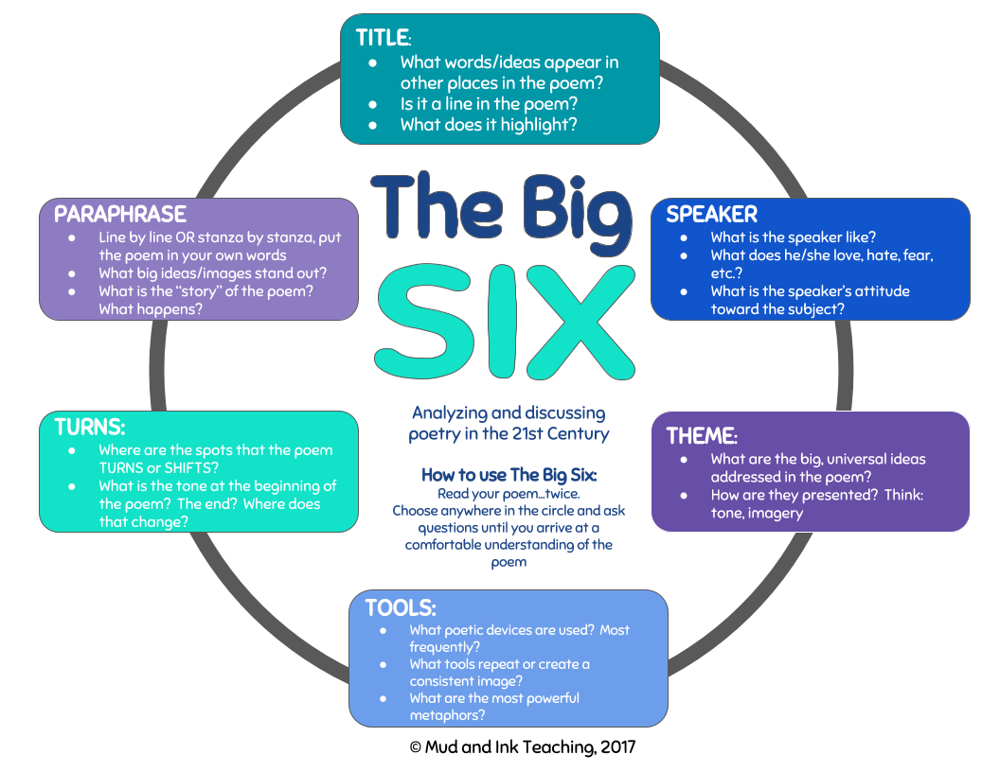 TITLE:
● What words/ideas appear in
other places in the poem?
● Is it a line in the poem?
● What does it highlight?
The Big
SIX
Analyzing and discussing
poetry in the 21st Century
How to use The Big Six:
Read your poem...twice.
Choose anywhere in the circle and ask
questions until you arrive at a
comfortable understanding of the
poem
SPEAKER
● What is the speaker like?
● What does he/she love, hate, fear,
etc.?
● What is the speaker's attitude
toward the subject?
THEME:
● What are the big, universal ideas
addressed in the poem?
● How are they presented? Think:
tone, imagery
TOOLS:
● What poetic devices are used? Most
frequently?
● What tools repeat or create a
consistent image?
● What are the most powerful
metaphors?
TURNS:
● Where are the spots that the poem
TURNS or SHIFTS?
● What is the tone at the beginning of
the poem? The end? Where does
that change?
PARAPHRASE
● Line by line OR stanza by stanza, put
the poem in your own words
● What big ideas/images stand out?
● What is the “story” of the poem?
What happens?
© Mud and Ink Teaching, 2017